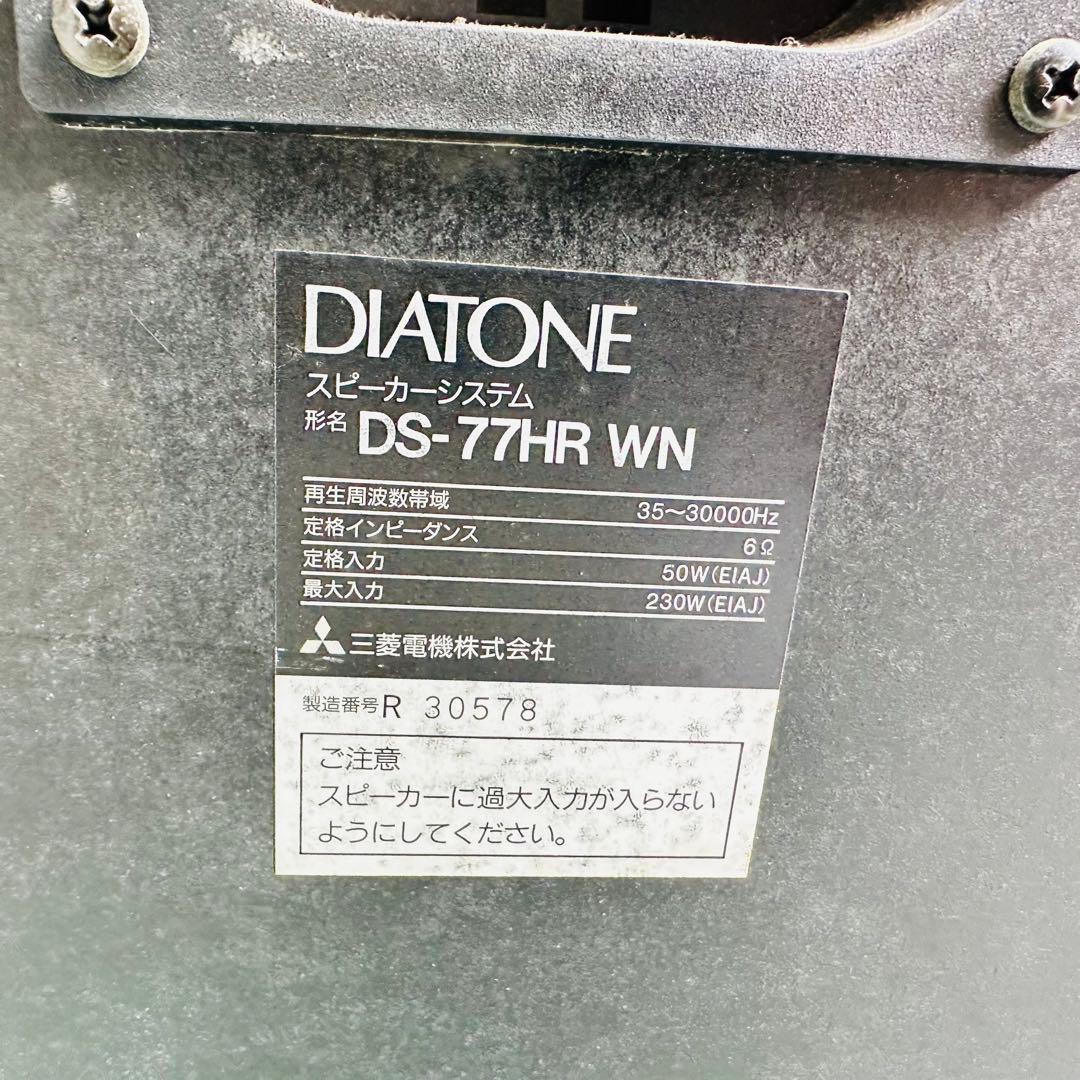 DIATONE
スピーカーシステム
形名 DS-77HR WN
再生周波数帯域 35～30000Hz
定格インピーダンス 6Ω
定格入力 50W(EIAJ)
最大入力 230W(EIAJ)
三菱電機株式会社
製造番号 R 30578
ご注意
スピーカーに過大入力が入らない
ようにしてください。